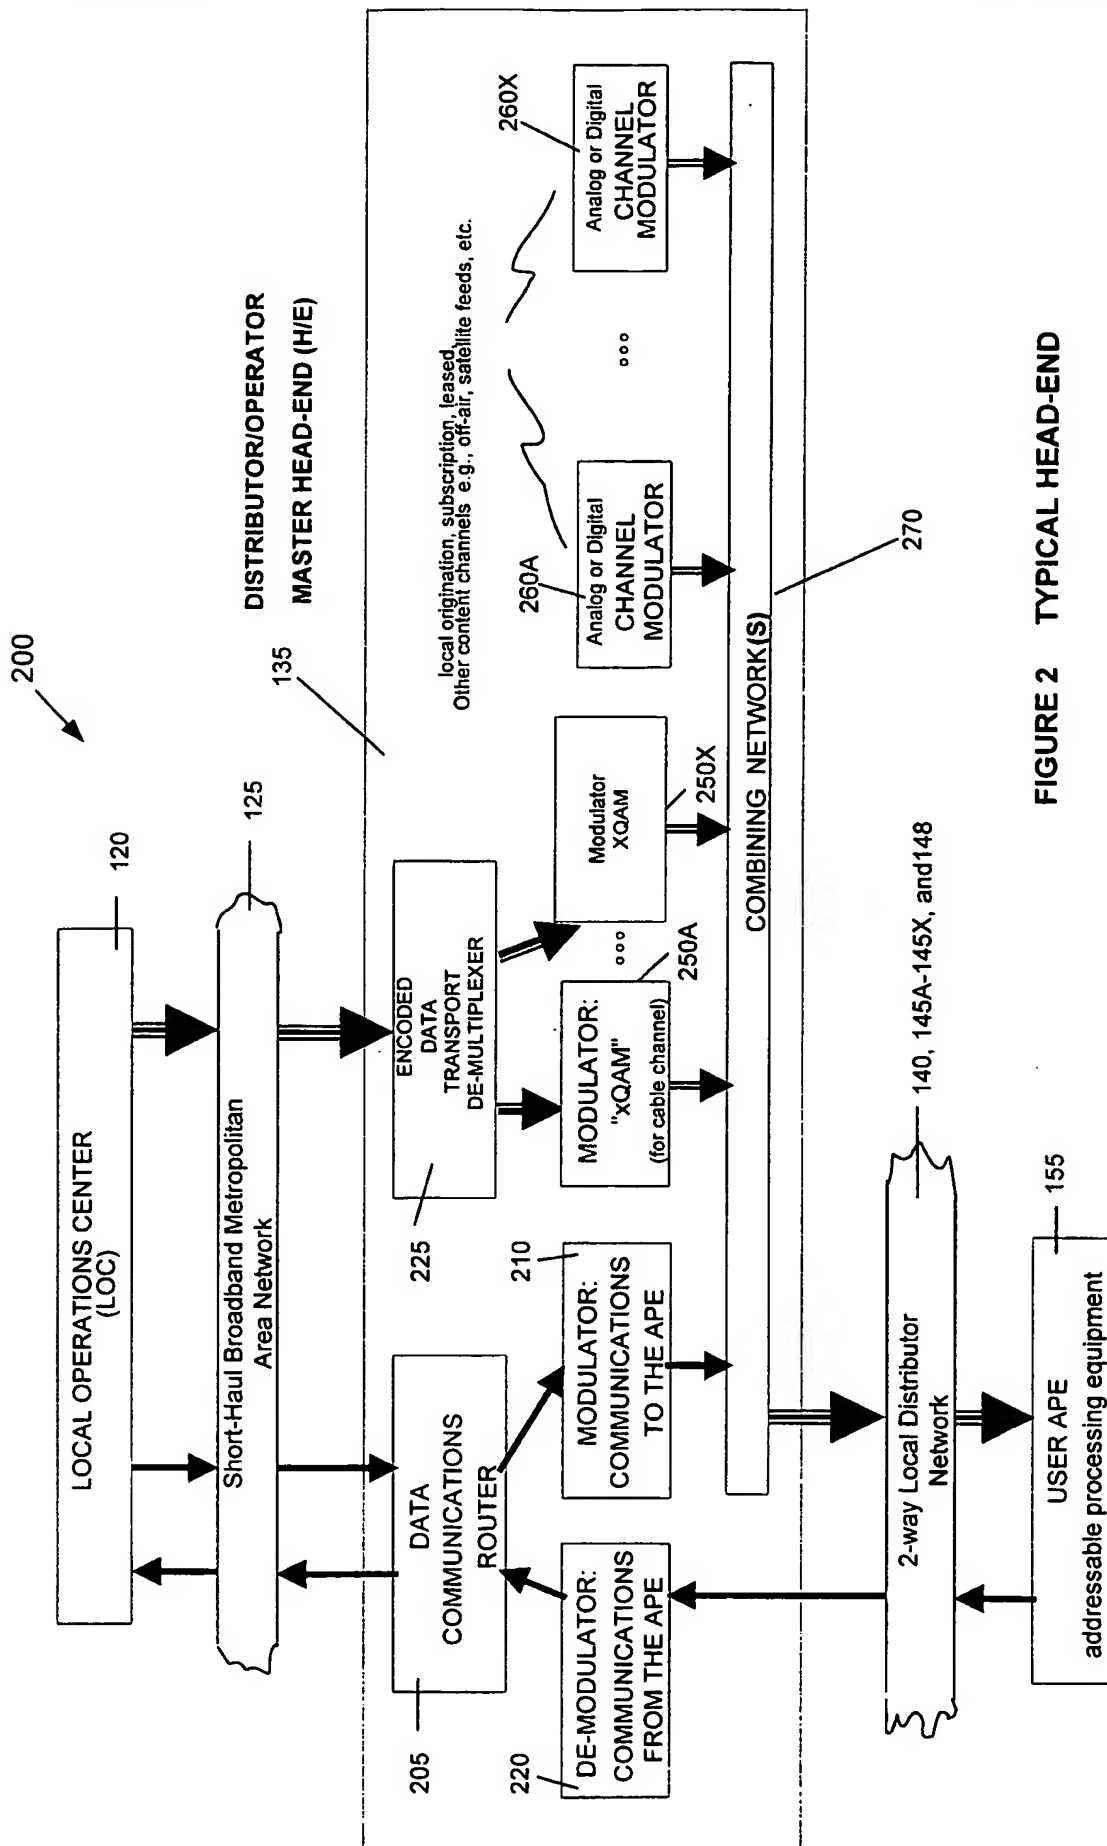 200
DISTRIBUTOR/OPERATOR
MASTER HEAD-END (H/E)
LOCAL OPERATIONS CENTER
(LOC)
120
Short-Haul Broadband Metropolitan
Area Network
125
135
DATA
COMMUNICATIONS
ROUTER
205
ENCODED
DATA
TRANSPORT
DE-MULTIPLEXER
225
local origination, subscription, leased,
Other content channels e.g., off-air, satellite feeds, etc.
DE-MODULATOR:
COMMUNICATIONS
FROM THE APE
220
MODULATOR:
COMMUNICATIONS
TO THE APE
210
MODULATOR:
"xQAM"
(for cable channel)
250A
...
Modulator
XQAM
250X
Analog or Digital
CHANNEL
MODULATOR
260A
...
Analog or Digital
CHANNEL
MODULATOR
260X
COMBINING NETWORK(S)
270
2-way Local Distributor
Network
140, 145A-145X, and148
USER APE
addressable processing equipment
155
FIGURE 2 TYPICAL HEAD-END